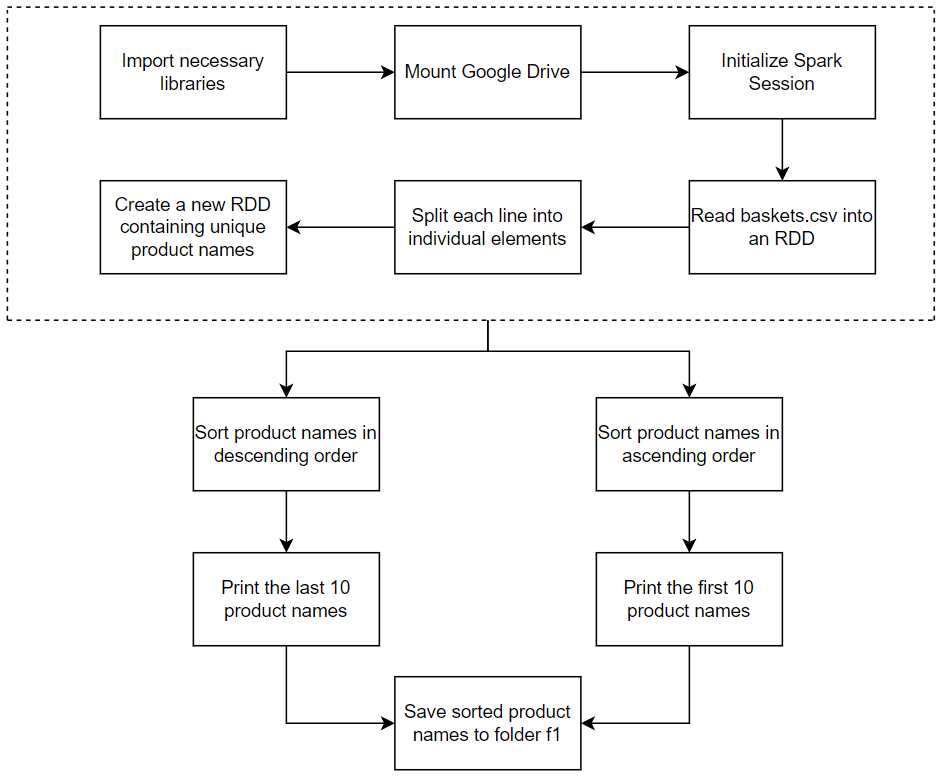 Import necessary
libraries
Mount Google Drive
Initialize Spark
Session
Read baskets.csv into
an RDD
Split each line into
individual elements
Create a new RDD
containing unique
product names
Sort product names in
descending order
Sort product names in
ascending order
Print the last 10
product names
Print the first 10
product names
Save sorted product
names to folder f1